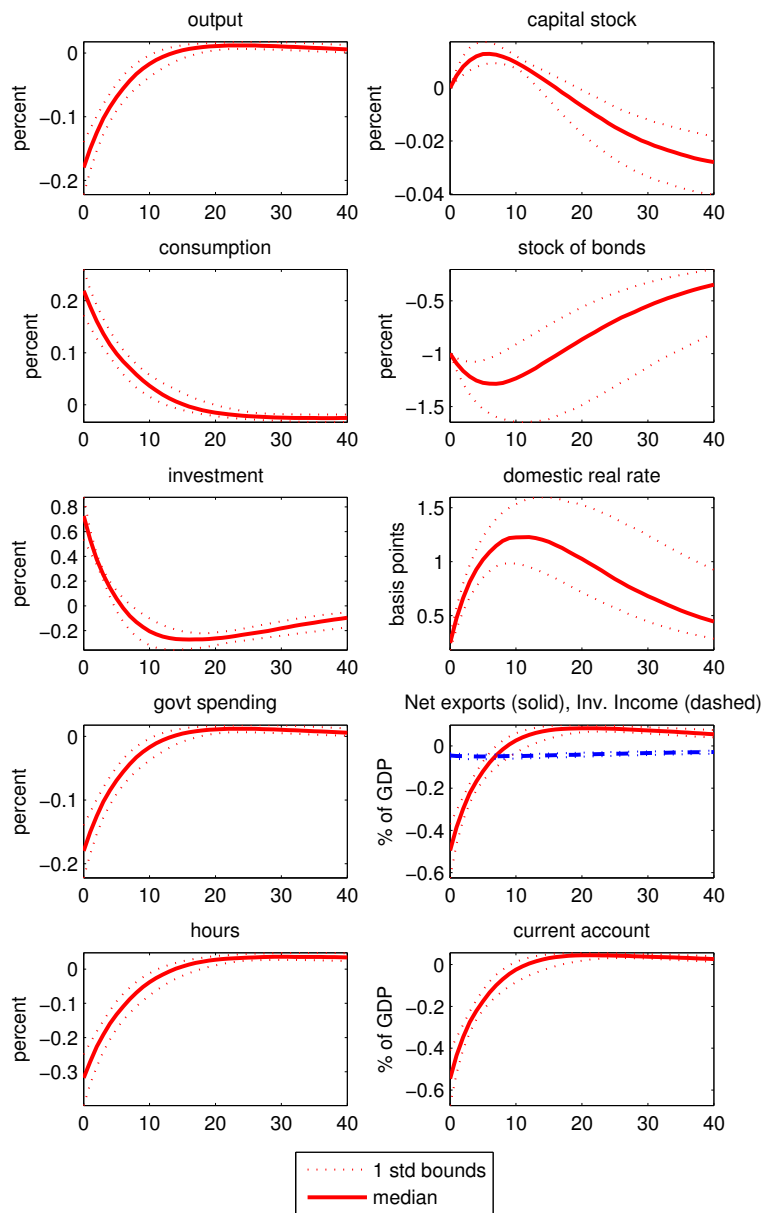 output
capital stock
percent
0
−0.1
−0.2
0 10 20 30 40
percent
0
−0.02
−0.04
0 10 20 30 40
consumption
stock of bonds
percent
0.2
0.1
0
0 10 20 30 40
percent
−0.5
−1
−1.5
0 10 20 30 40
investment
domestic real rate
percent
0.8
0.6
0.4
0.2
0
−0.2
0 10 20 30 40
basis points
1.5
1
0.5
0 10 20 30 40
govt spending
Net exports (solid), Inv. Income (dashed)
percent
0
−0.1
−0.2
0 10 20 30 40
% of GDP
0
−0.2
−0.4
−0.6
0 10 20 30 40
hours
current account
percent
0
−0.1
−0.2
−0.3
0 10 20 30 40
% of GDP
0
−0.2
−0.4
−0.6
0 10 20 30 40
1 std bounds
median